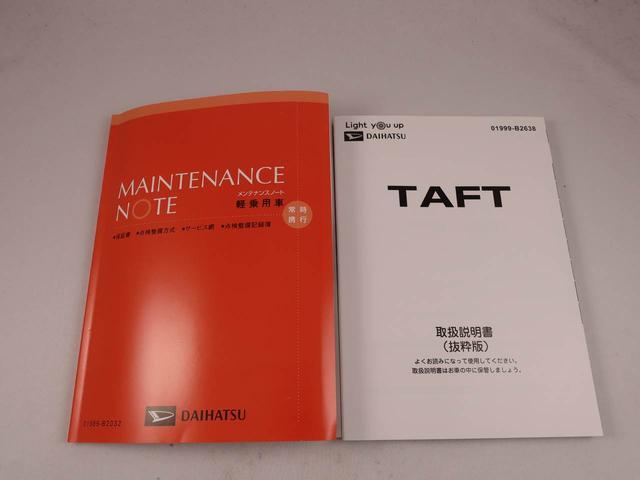 MAINTENANCE
NOTE
メンテナンスノート
軽乗用車
常時
携行
●保証書 ●点検整備方式 ●サービス網 ●点検整備記録簿
DAIHATSU
01999-B2032
Light you up
DAIHATSU
01999-B2638
TAFT
取扱説明書
（抜粋版）
よくお読みになって使用してください。
取扱説明書はお車の中に保管しましょう。